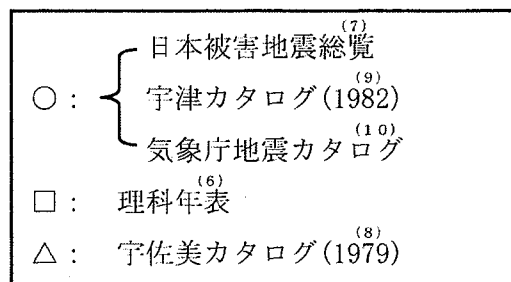 日本被害地震総覧(7)
○: 宇津カタログ(1982)(9)
気象庁地震カタログ(10)
□: 理科年表(6)
△: 宇佐美カタログ(1979)(8)